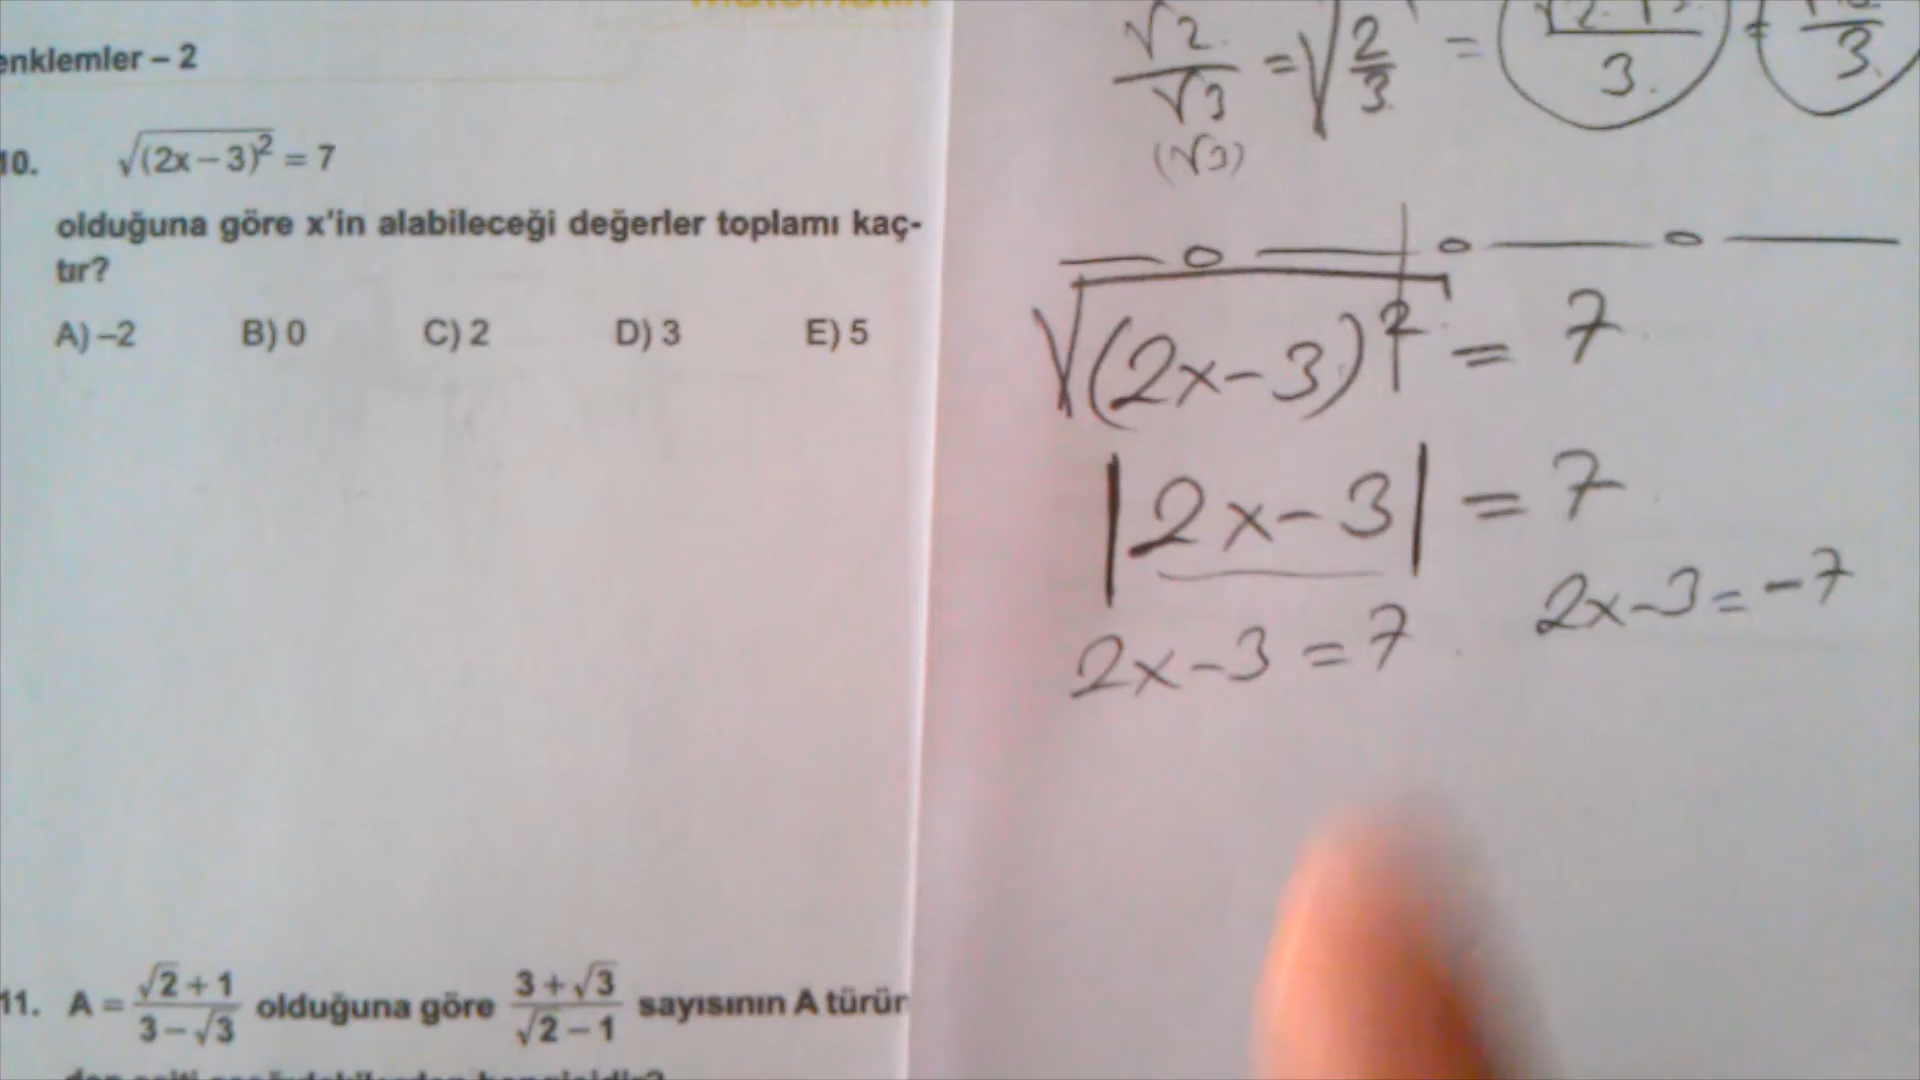 enklemler – 2
10. √(2x – 3)² = 7
olduğuna göre x'in alabileceği değerler toplamı kaç-
tır?
A) –2 B) 0 C) 2 D) 3 E) 5
11. A = (√2 + 1)/(3 – √3) olduğuna göre (3 + √3)/(√2 – 1) sayısının A türün
√2/√3 = √(2/3) =
(√3)
3.
3.
√(2x-3)² = 7
|2x-3| = 7
2x-3 = 7 2x-3 = -7